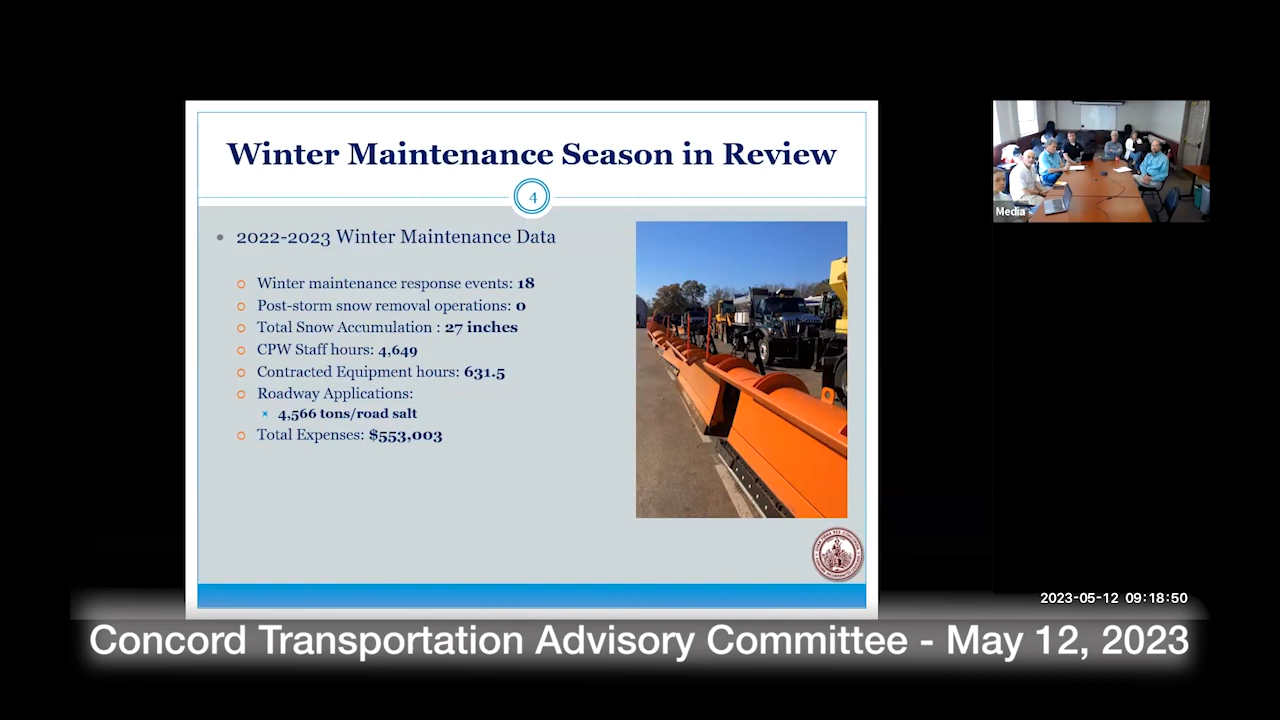 Winter Maintenance Season in Review
4
2022-2023 Winter Maintenance Data
Winter maintenance response events: 18
Post-storm snow removal operations: 0
Total Snow Accumulation : 27 inches
CPW Staff hours: 4,649
Contracted Equipment hours: 631.5
Roadway Applications:
4,566 tons/road salt
Total Expenses: $553,003
Media
2023-05-12 09:18:50
Concord Transportation Advisory Committee - May 12, 2023